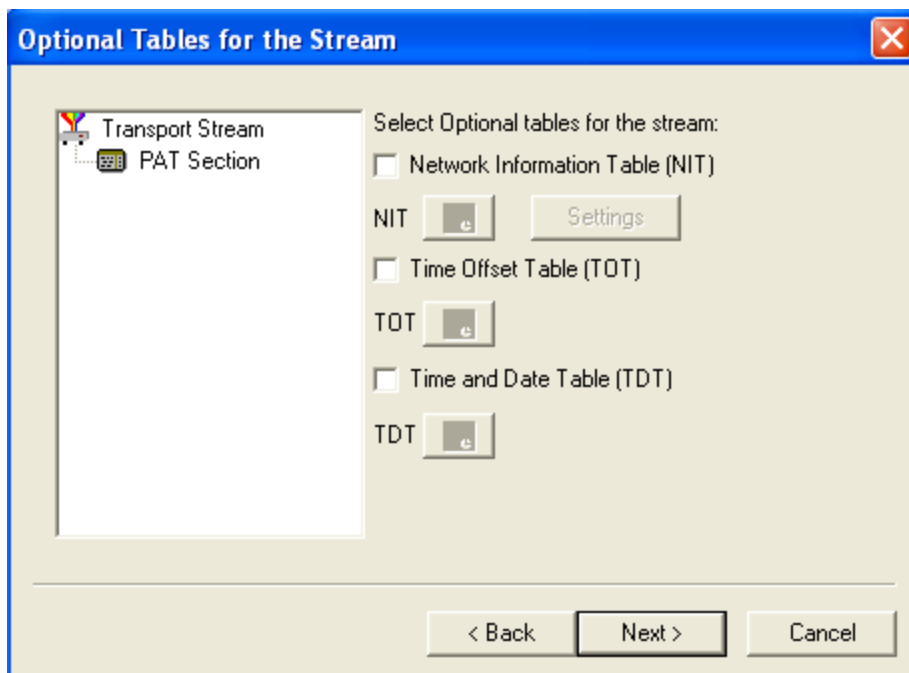 Optional Tables for the Stream
Transport Stream
PAT Section
Select Optional tables for the stream:
Network Information Table (NIT)
NIT
Settings
Time Offset Table (TOT)
TOT
Time and Date Table (TDT)
TDT
< Back
Next >
Cancel